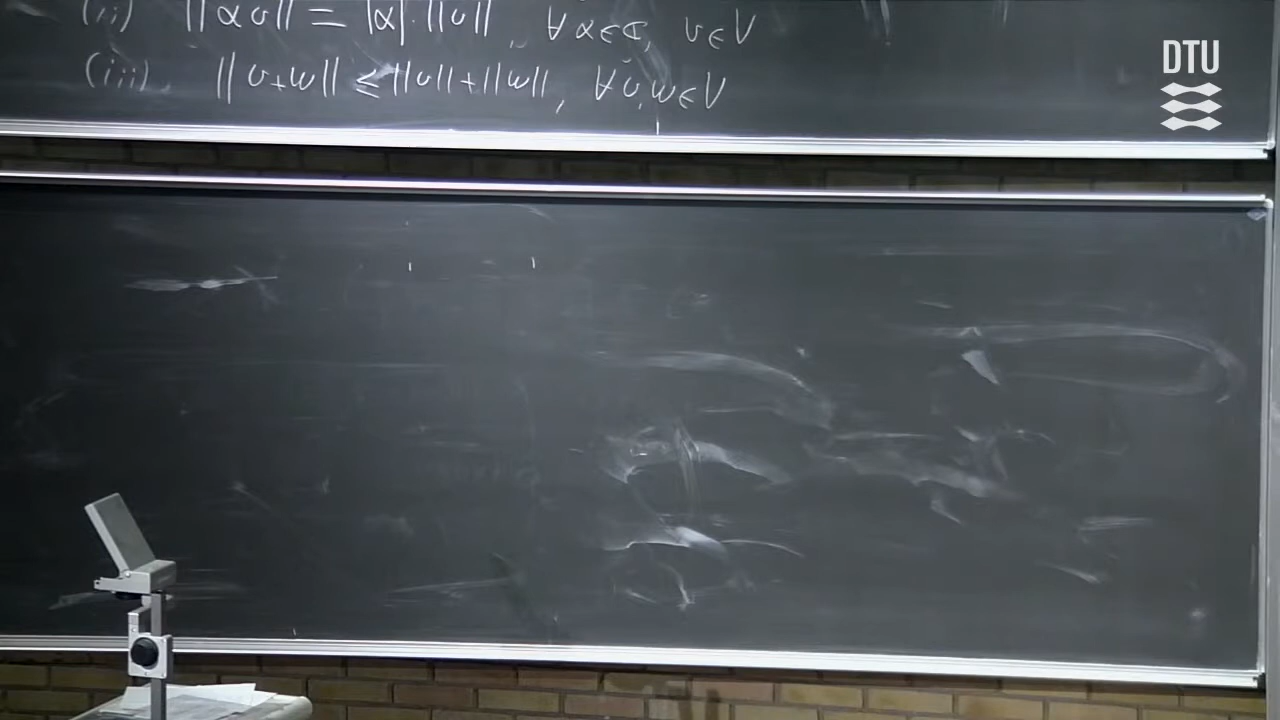 (ii) ||αv|| = |α|·||v||, ∀ α∈ℂ, v∈V
(iii) ||v+w|| ≤ ||v||+||w||, ∀ v,w∈V
DTU